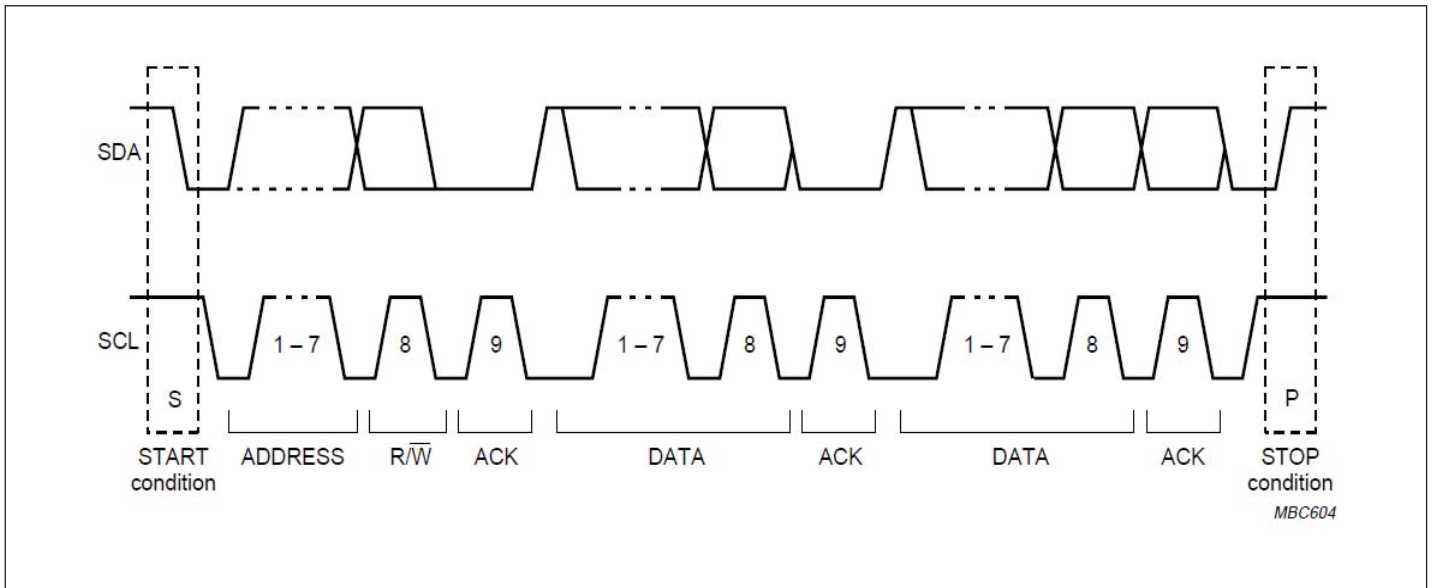 SDA
SCL
1 – 7
8
9
1 – 7
8
9
1 – 7
8
9
S
P
START
condition
ADDRESS
R/W̅
ACK
DATA
ACK
DATA
ACK
STOP
condition
MBC604